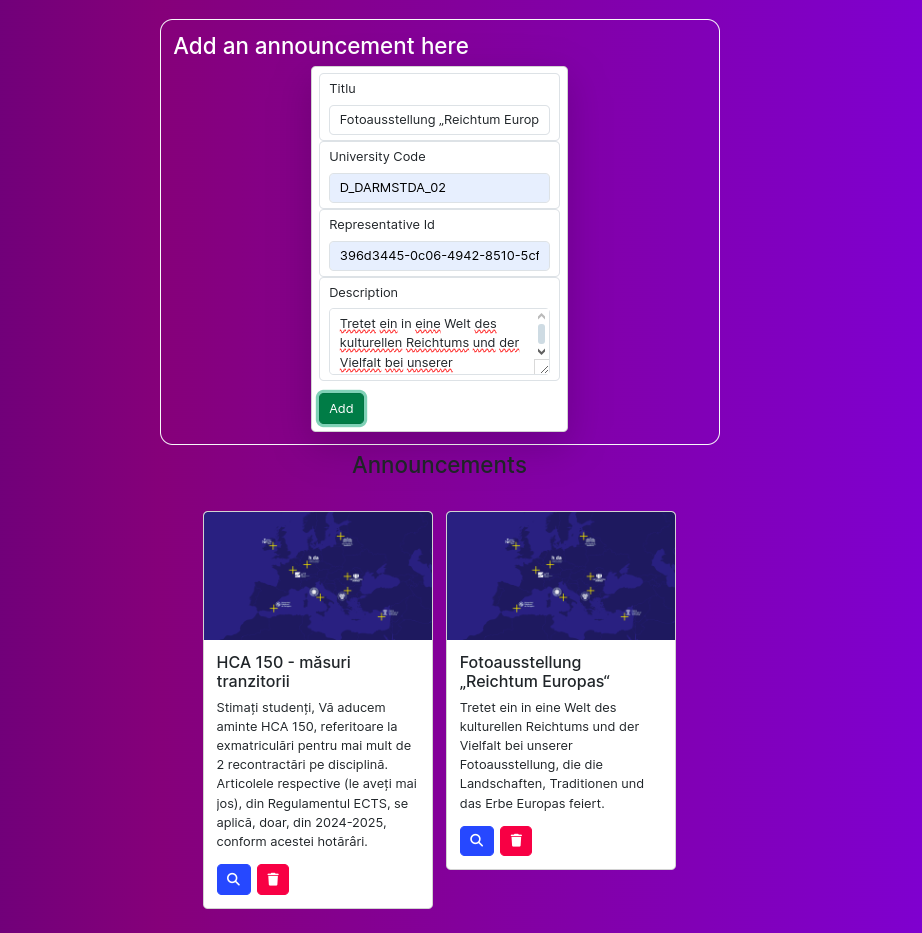 Add an announcement here
Titlu
Fotoausstellung „Reichtum Europ
University Code
D_DARMSTDA_02
Representative Id
396d3445-0c06-4942-8510-5cf
Description
Tretet ein in eine Welt des
kulturellen Reichtums und der
Vielfalt bei unserer
Add
Announcements
HCA 150 - măsuri
tranzitorii
Stimați studenți, Vă aducem
aminte HCA 150, referitoare la
exmatriculări pentru mai mult de
2 recontractări pe disciplină.
Articolele respective (le aveți mai
jos), din Regulamentul ECTS, se
aplică, doar, din 2024-2025,
conform acestei hotărâri.
Fotoausstellung
„Reichtum Europas“
Tretet ein in eine Welt des
kulturellen Reichtums und der
Vielfalt bei unserer
Fotoausstellung, die die
Landschaften, Traditionen und
das Erbe Europas feiert.